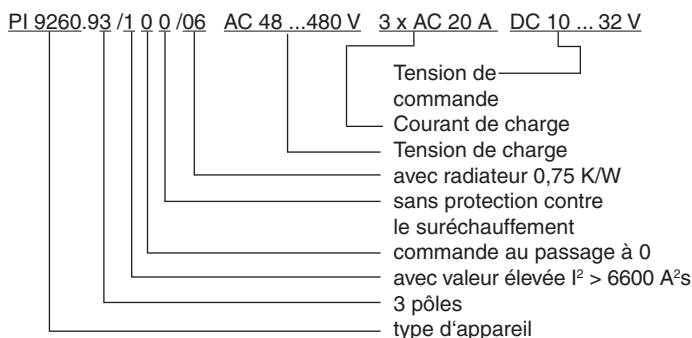 PI 9260.93 /1 0 0 /06 AC 48 ...480 V 3 x AC 20 A DC 10 ... 32 V
Tension de
commande
Courant de charge
Tension de charge
avec radiateur 0,75 K/W
sans protection contre
le suréchauffement
commande au passage à 0
avec valeur élevée I² > 6600 A²s
3 pôles
type d‘appareil